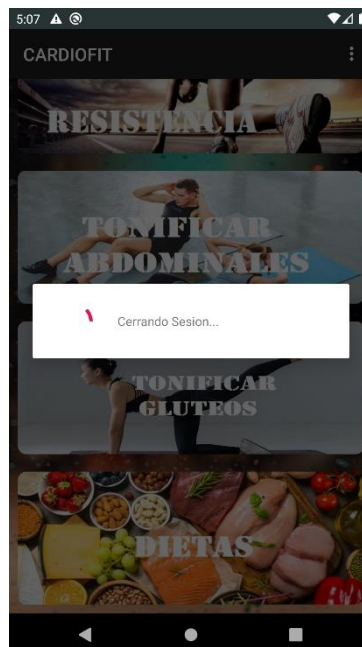 5:07
CARDIOFIT
RESISTENCIA
TONIFICAR
ABDOMINALES
Cerrando Sesion...
TONIFICAR
GLUTEOS
DIETAS